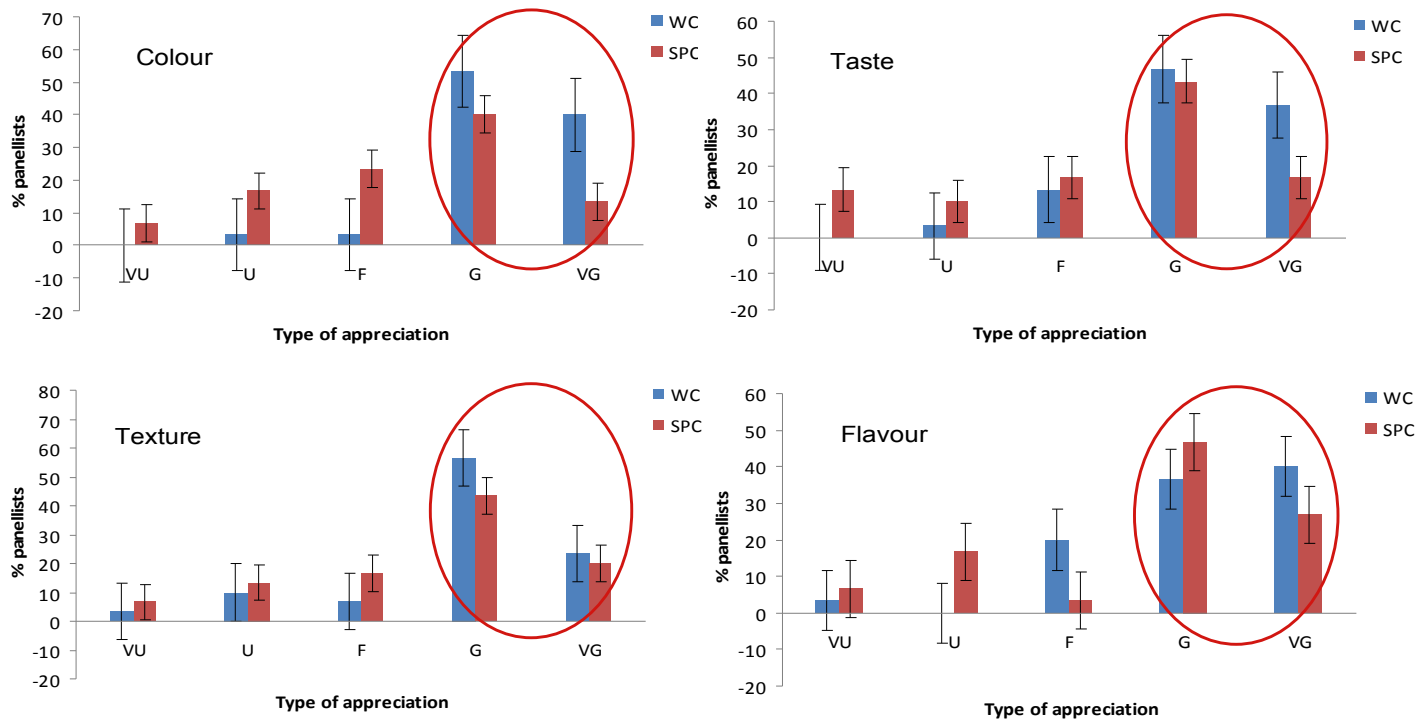 Colour
WC
SPC
% panellists
70
60
50
40
30
20
10
0
-10
-20
VU U F G VG
Type of appreciation
Taste
WC
SPC
% panellists
60
50
40
30
20
10
0
-10
-20
VU U F G VG
Type of appreciation
Texture
WC
SPC
% panellists
80
70
60
50
40
30
20
10
0
-10
-20
VU U F G VG
Type of appreciation
Flavour
WC
SPC
% panellists
60
50
40
30
20
10
0
-10
-20
VU U F G VG
Type of appreciation